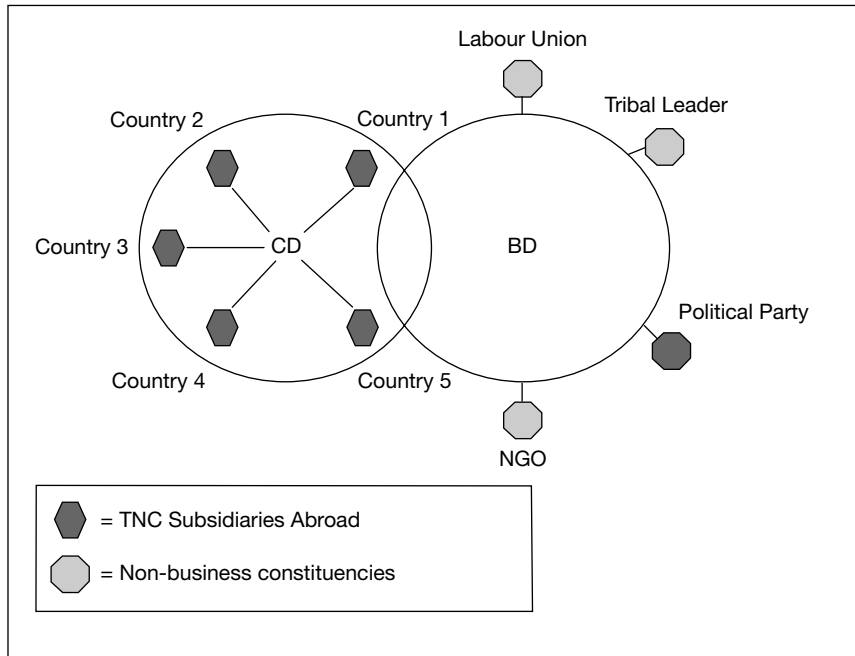 Labour Union
Tribal Leader
Country 2
Country 1
Country 3
CD
BD
Political Party
Country 4
Country 5
NGO
= TNC Subsidiaries Abroad
= Non-business constituencies